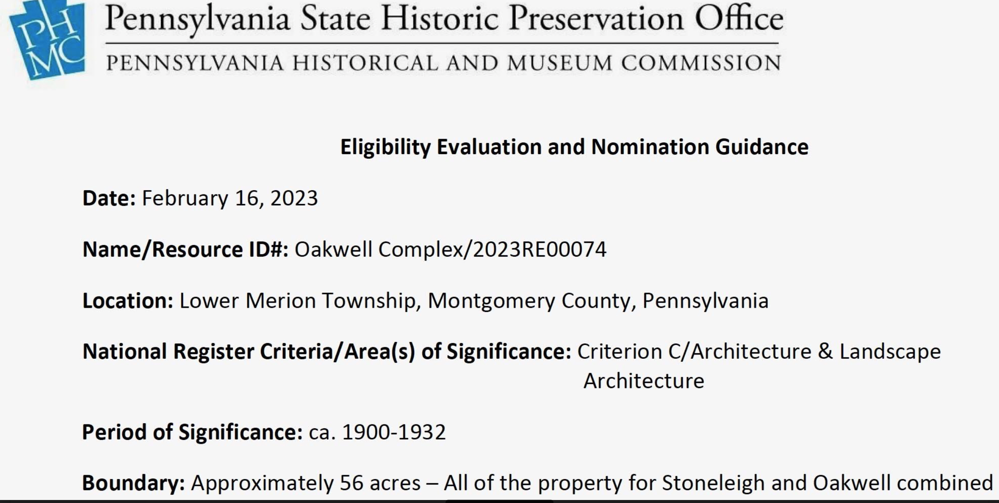 PH
MC
Pennsylvania State Historic Preservation Office
PENNSYLVANIA HISTORICAL AND MUSEUM COMMISSION
Eligibility Evaluation and Nomination Guidance
Date: February 16, 2023
Name/Resource ID#: Oakwell Complex/2023RE00074
Location: Lower Merion Township, Montgomery County, Pennsylvania
National Register Criteria/Area(s) of Significance: Criterion C/Architecture & Landscape
Architecture
Period of Significance: ca. 1900-1932
Boundary: Approximately 56 acres – All of the property for Stoneleigh and Oakwell combined